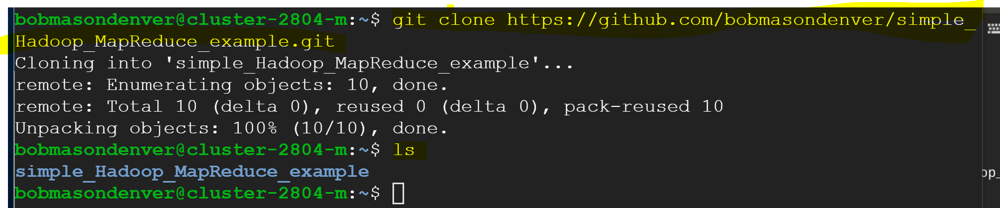 bobmasondenver@cluster-2804-m:~$ git clone https://github.com/bobmasondenver/simple_
Hadoop_MapReduce_example.git
Cloning into 'simple_Hadoop_MapReduce_example'...
remote: Enumerating objects: 10, done.
remote: Total 10 (delta 0), reused 0 (delta 0), pack-reused 10
Unpacking objects: 100% (10/10), done.
bobmasondenver@cluster-2804-m:~$ ls
simple_Hadoop_MapReduce_example
op_
bobmasondenver@cluster-2804-m:~$